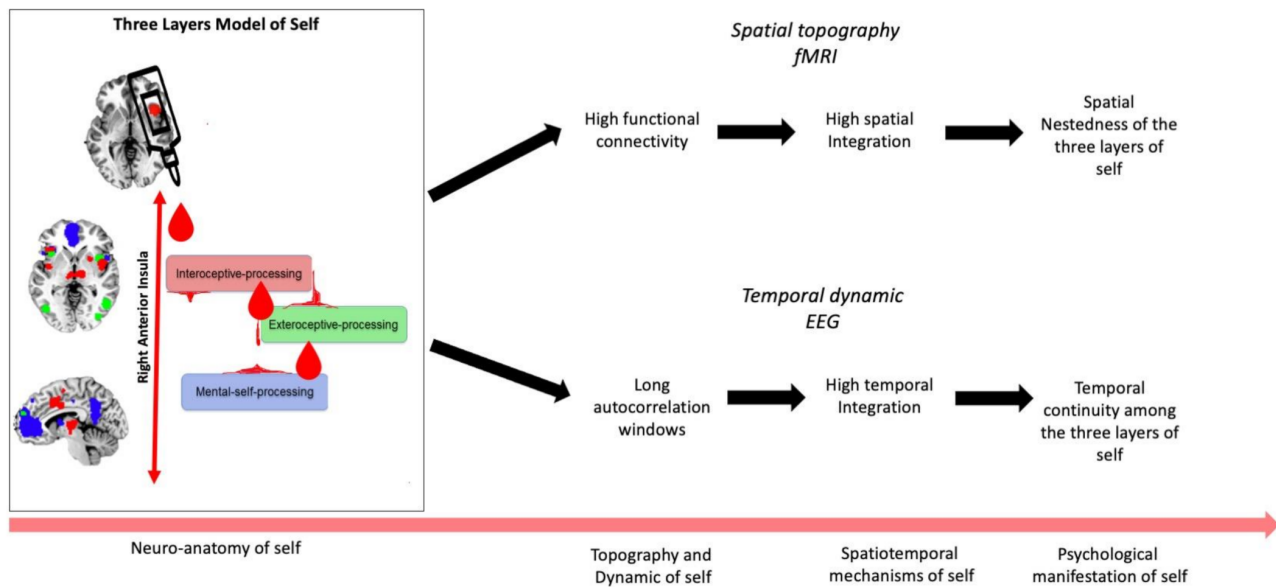 Three Layers Model of Self
Right Anterior Insula
Interoceptive-processing
Exteroceptive-processing
Mental-self-processing
Spatial topography
fMRI
High functional
connectivity
High spatial
Integration
Spatial
Nestedness of the
three layers of
self
Temporal dynamic
EEG
Long
autocorrelation
windows
High temporal
Integration
Temporal
continuity among
the three layers of
self
Neuro-anatomy of self
Topography and
Dynamic of self
Spatiotemporal
mechanisms of self
Psychological
manifestation of self